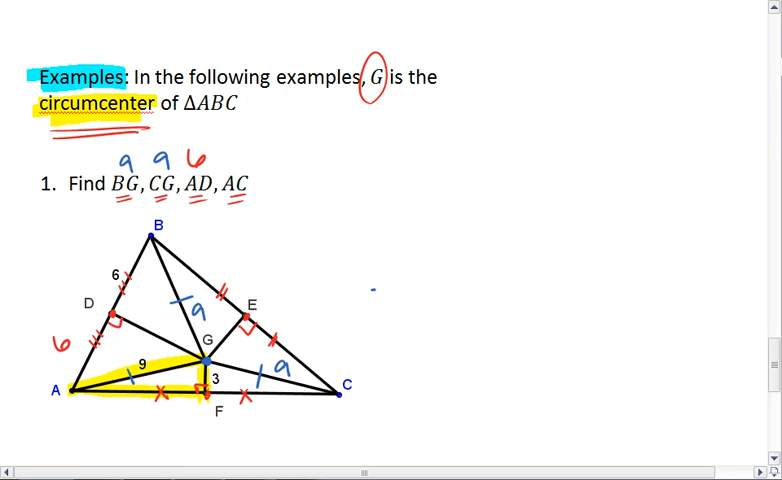 Examples: In the following examples, G is the
circumcenter of ΔABC
9 9 6
1. Find BG, CG, AD, AC
B
6
D
E
9
G
6
9
9
3
A
C
F